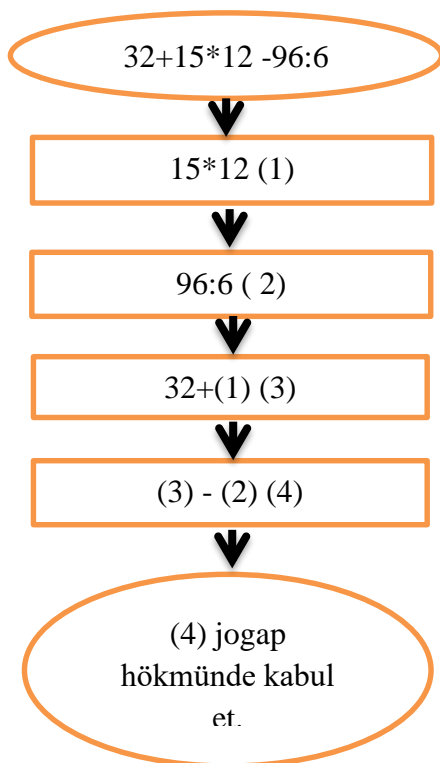 32+15*12 -96:6
15*12 (1)
96:6 ( 2)
32+(1) (3)
(3) - (2) (4)
(4) jogap
hökmünde kabul
et.